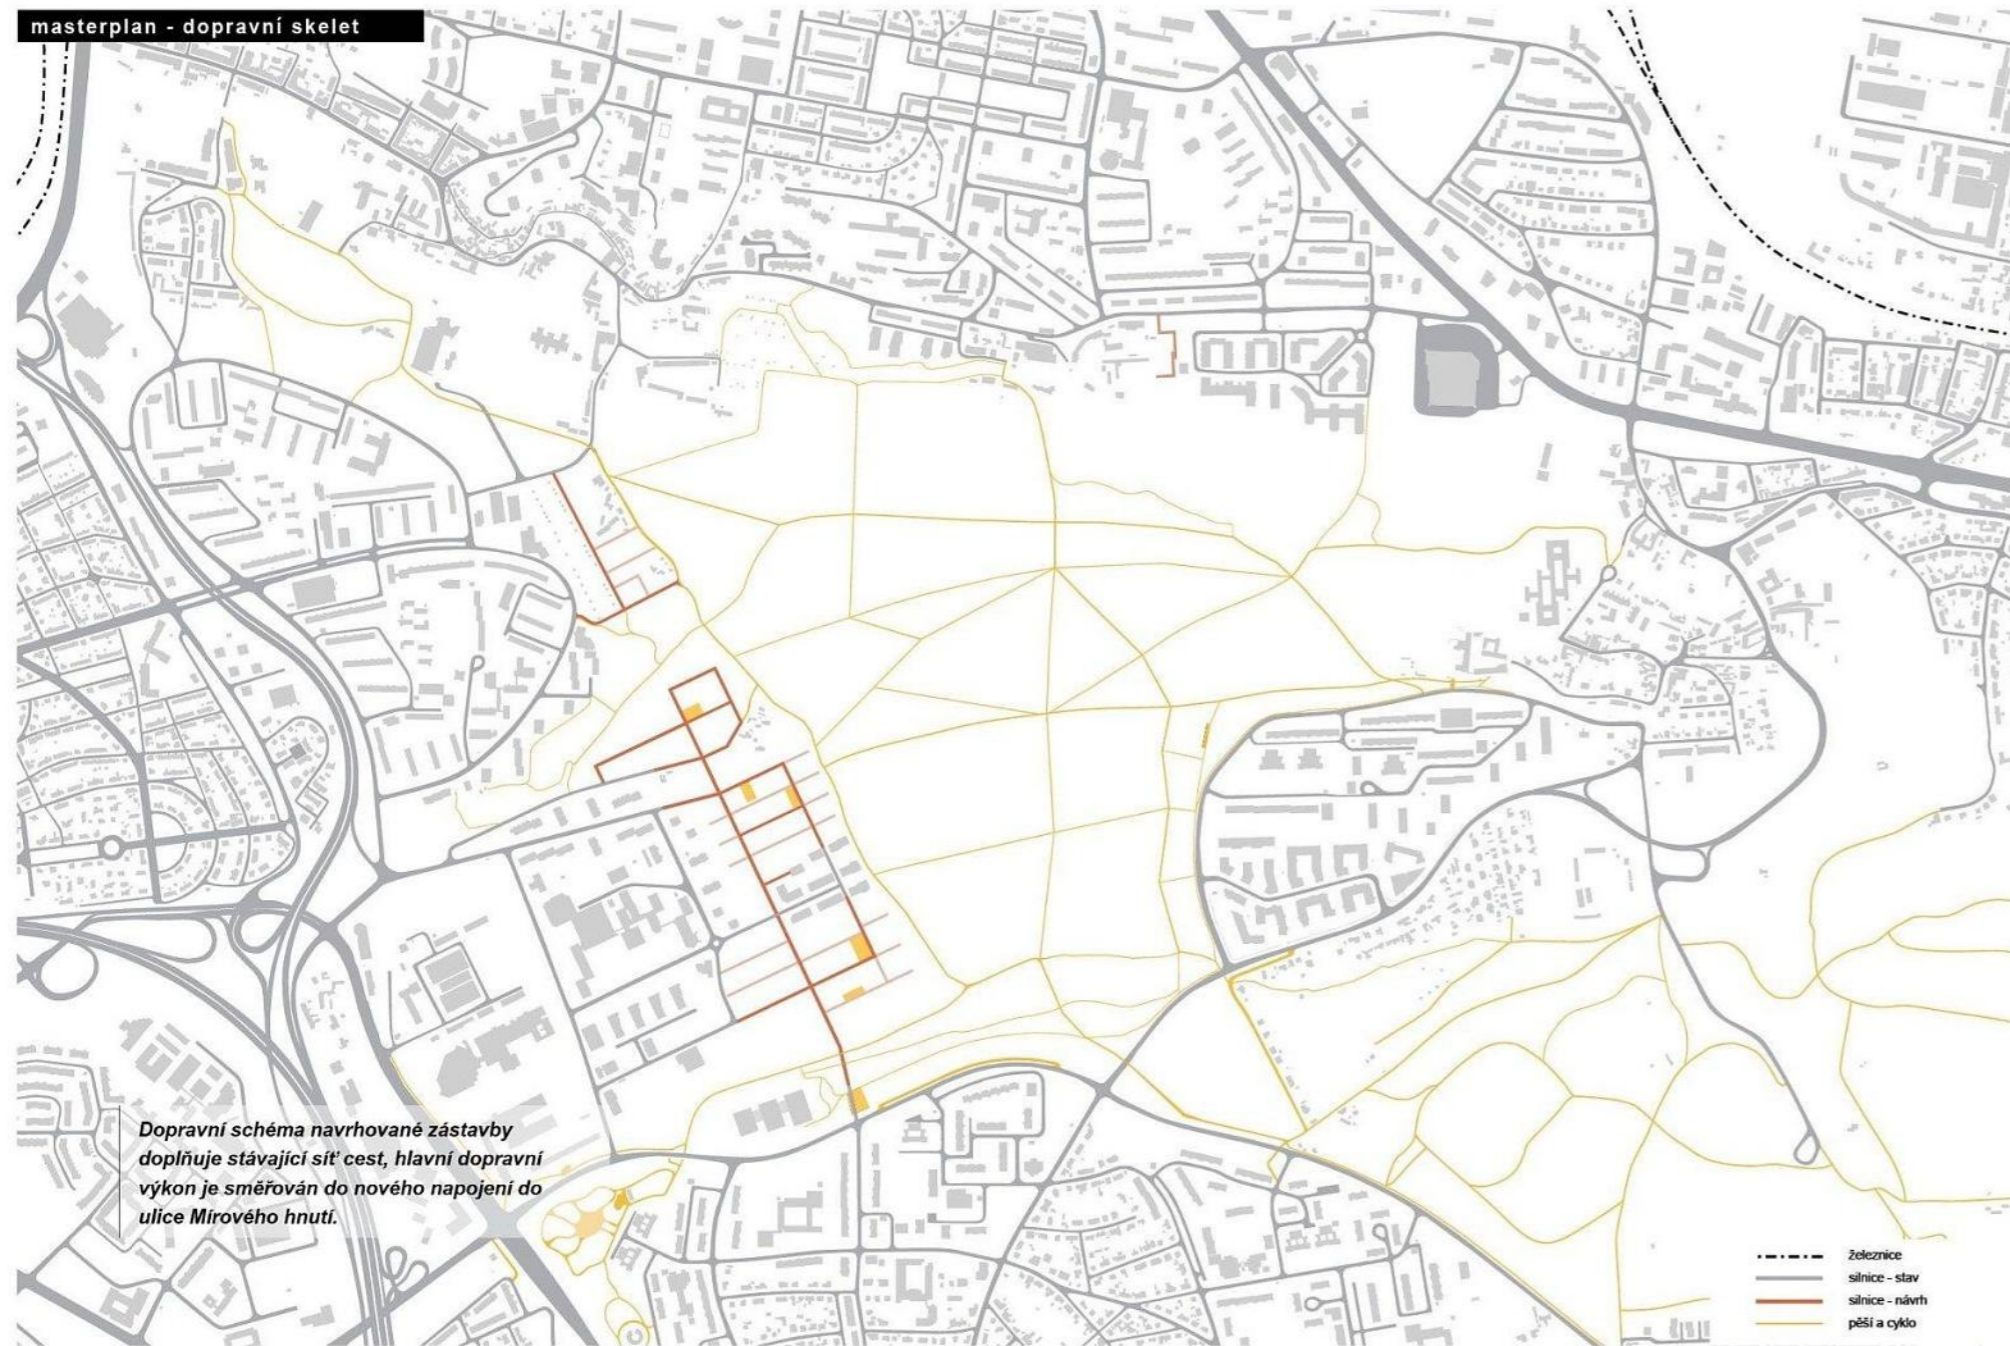 masterplan - dopravní skelet
Dopravní schéma navrhované zástavby
doplňuje stávající síť cest, hlavní dopravní
výkon je směřován do nového napojení do
ulice Mírového hnutí.
železnice
silnice - stav
silnice - návrh
pěší a cyklo